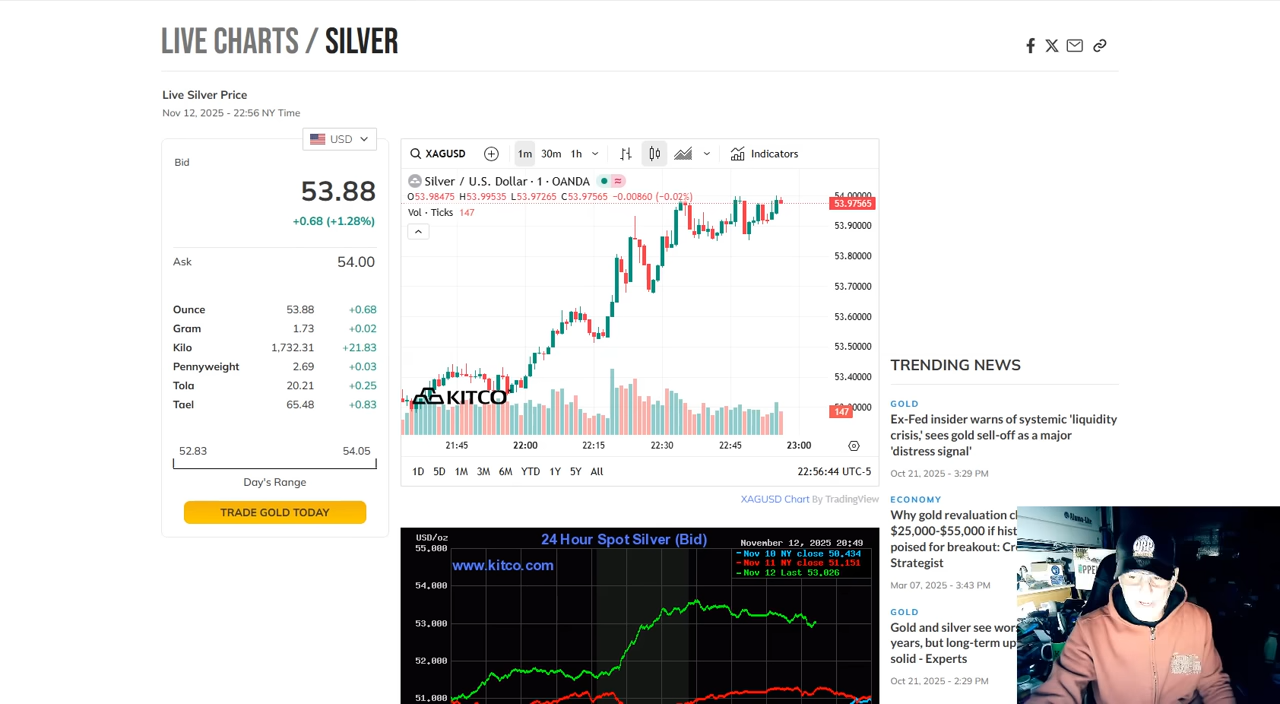 LIVE CHARTS / SILVER
Live Silver Price
Nov 12, 2025 - 22:56 NY Time
USD
Bid
53.88
+0.68 (+1.28%)
Ask 54.00
Ounce 53.88 +0.68
Gram 1.73 +0.02
Kilo 1,732.31 +21.83
Pennyweight 2.69 +0.03
Tola 20.21 +0.25
Tael 65.48 +0.83
52.83 54.05
Day's Range
TRADE GOLD TODAY
XAGUSD 1m 30m 1h Indicators
Silver / U.S. Dollar · 1 · OANDA
O53.98475 H53.99535 L53.97265 C53.97565 −0.00860 (−0.02%)
Vol · Ticks 147
54.00000
53.97565
53.90000
53.80000
53.70000
53.60000
53.50000
53.40000
147
KITCO
21:45 22:00 22:15 22:30 22:45 23:00
1D 5D 1M 3M 6M YTD 1Y 5Y All 22:56:44 UTC-5
XAGUSD Chart By TradingView
USD/oz 24 Hour Spot Silver (Bid) November 12, 2025 20:49
www.kitco.com
Nov 10 NY close 50.434
Nov 11 NY close 51.151
Nov 12 Last 53.026
55.000
54.000
53.000
52.000
51.000
TRENDING NEWS
GOLD
Ex-Fed insider warns of systemic 'liquidity
crisis,' sees gold sell-off as a major
'distress signal'
Oct 21, 2025 - 3:29 PM
ECONOMY
Why gold revaluation
$25,000-$55,000 if hist
poised for breakout:
Strategist
Mar 07, 2025 - 3:43 PM
GOLD
Gold and silver see
years, but long-term up
solid - Experts
Oct 21, 2025 - 2:29 PM